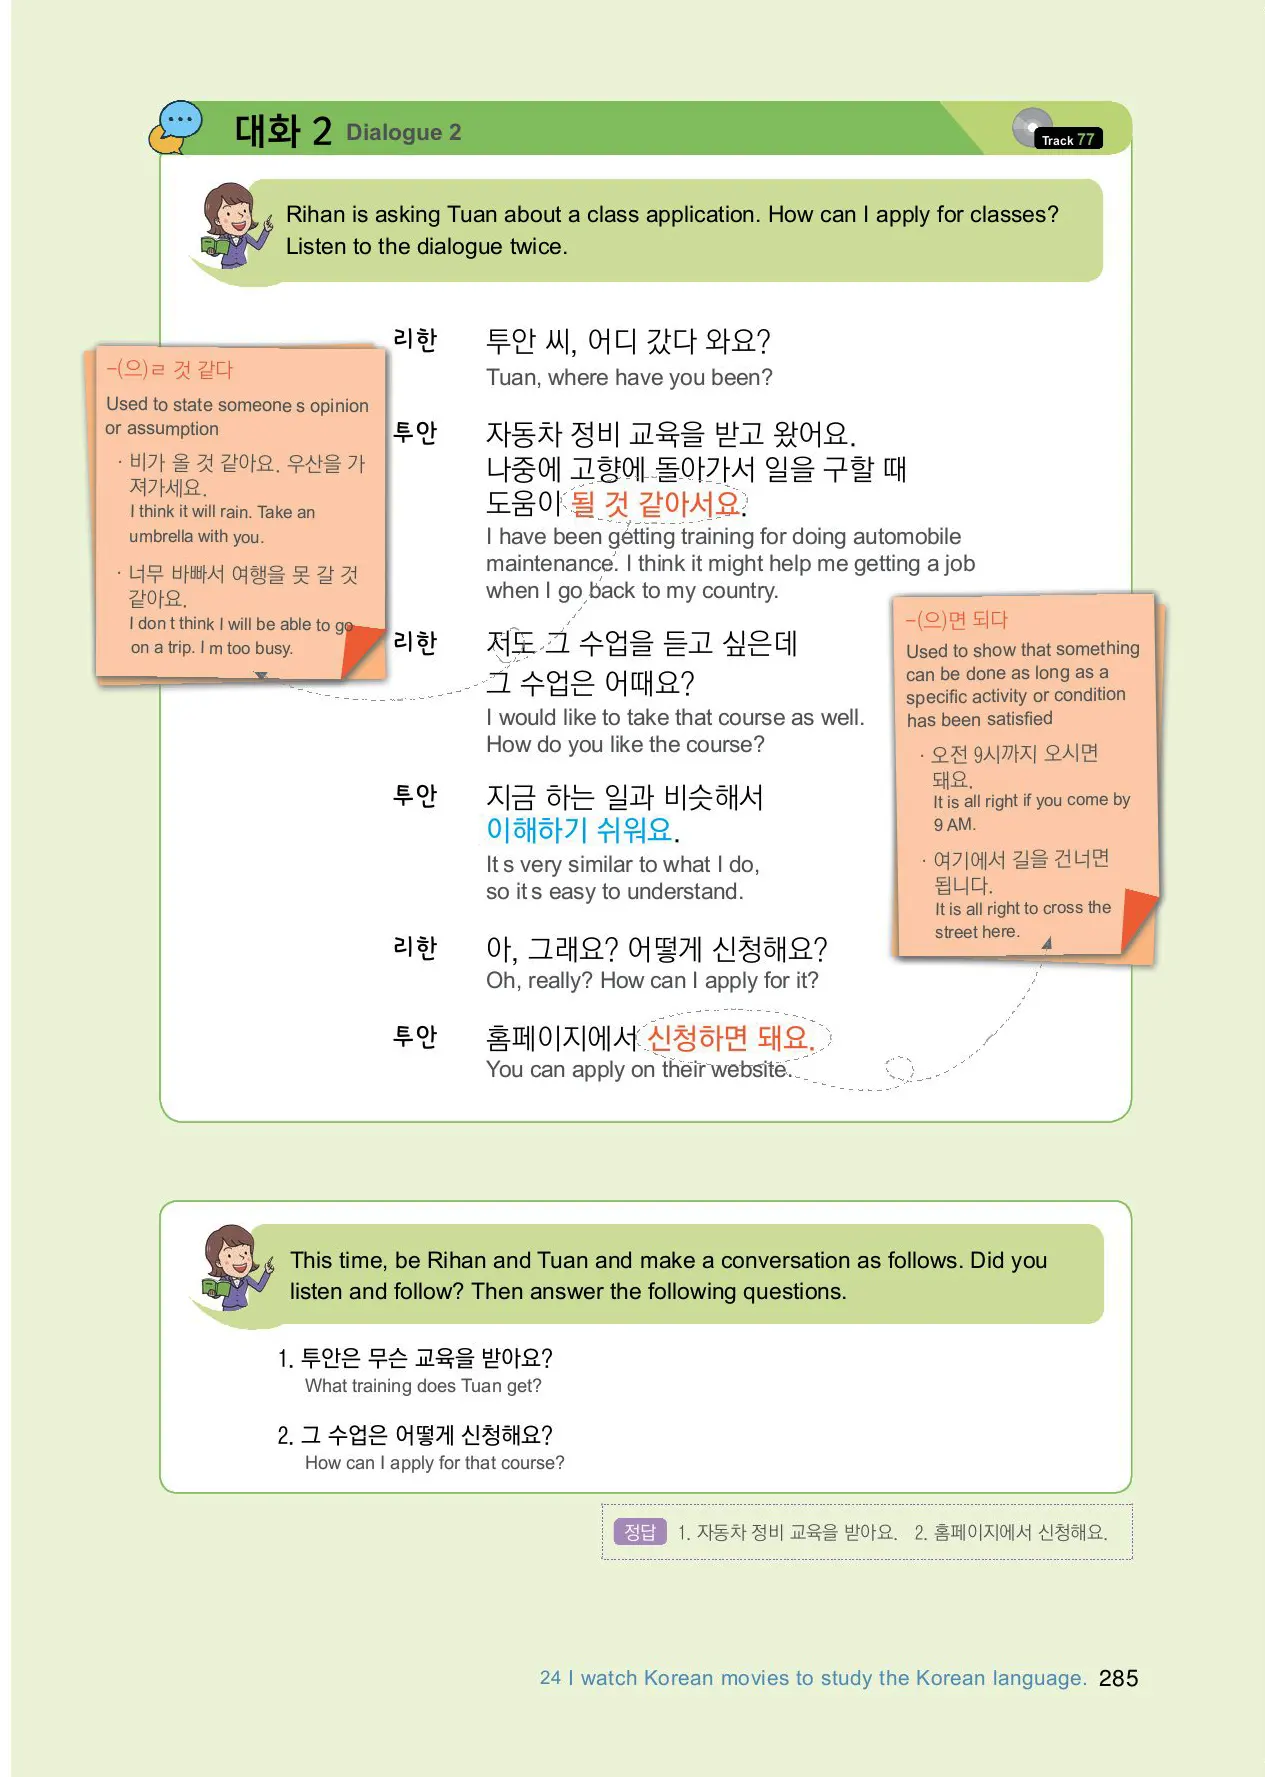 대화 2 Dialogue 2
Track 77
Rihan is asking Tuan about a class application. How can I apply for classes?
Listen to the dialogue twice.
리한 투안 씨, 어디 갔다 와요?
Tuan, where have you been?
투안 자동차 정비 교육을 받고 왔어요.
나중에 고향에 돌아가서 일을 구할 때
도움이 될 것 같아서요.
I have been getting training for doing automobile
maintenance. I think it might help me getting a job
when I go back to my country.
리한 저도 그 수업을 듣고 싶은데
그 수업은 어때요?
I would like to take that course as well.
How do you like the course?
투안 지금 하는 일과 비슷해서
이해하기 쉬워요.
It s very similar to what I do,
so it s easy to understand.
리한 아, 그래요? 어떻게 신청해요?
Oh, really? How can I apply for it?
투안 홈페이지에서 신청하면 돼요.
You can apply on their website.
-(으)ㄹ 것 같다
Used to state someone s opinion
or assumption
· 비가 올 것 같아요. 우산을 가
져가세요.
I think it will rain. Take an
umbrella with you.
· 너무 바빠서 여행을 못 갈 것
같아요.
I don t think I will be able to go
on a trip. I m too busy.
-(으)면 되다
Used to show that something
can be done as long as a
specific activity or condition
has been satisfied
· 오전 9시까지 오시면
돼요.
It is all right if you come by
9 AM.
· 여기에서 길을 건너면
됩니다.
It is all right to cross the
street here.
This time, be Rihan and Tuan and make a conversation as follows. Did you
listen and follow? Then answer the following questions.
1. 투안은 무슨 교육을 받아요?
What training does Tuan get?
2. 그 수업은 어떻게 신청해요?
How can I apply for that course?
정답 1. 자동차 정비 교육을 받아요. 2. 홈페이지에서 신청해요.
24 I watch Korean movies to study the Korean language. 285